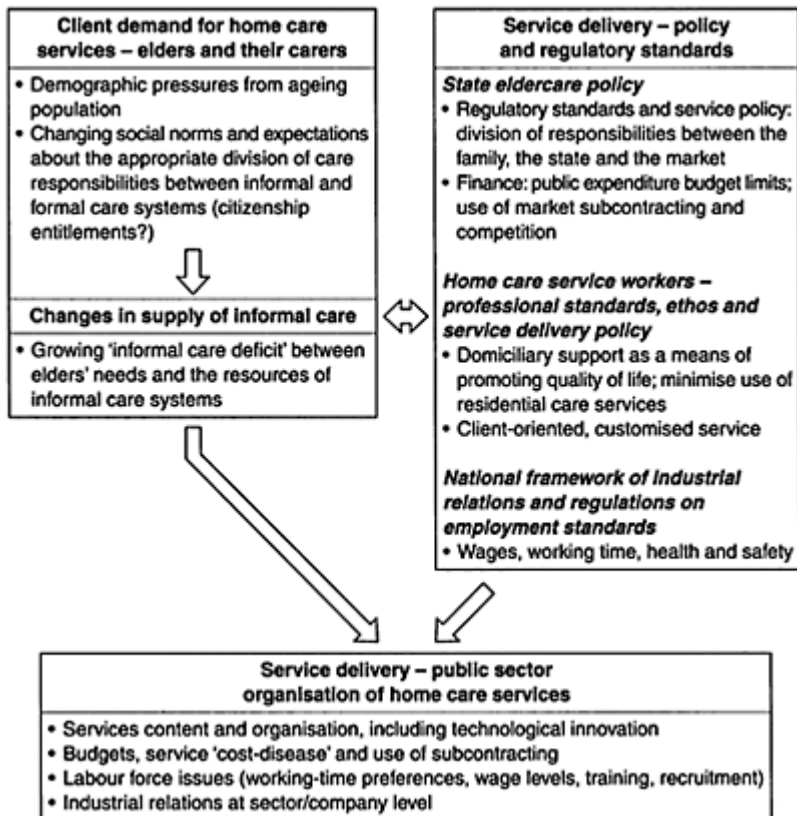 Client demand for home care
services – elders and their carers
• Demographic pressures from ageing
population
• Changing social norms and expectations
about the appropriate division of care
responsibilities between informal and
formal care systems (citizenship
entitlements?)
Changes in supply of informal care
• Growing 'informal care deficit' between
elders' needs and the resources of
informal care systems
Service delivery – policy
and regulatory standards
State eldercare policy
• Regulatory standards and service policy:
division of responsibilities between the
family, the state and the market
• Finance: public expenditure budget limits;
use of market subcontracting and
competition
Home care service workers –
professional standards, ethos and
service delivery policy
• Domiciliary support as a means of
promoting quality of life; minimise use of
residential care services
• Client-oriented, customised service
National framework of industrial
relations and regulations on
employment standards
• Wages, working time, health and safety
Service delivery – public sector
organisation of home care services
• Services content and organisation, including technological innovation
• Budgets, service 'cost-disease' and use of subcontracting
• Labour force issues (working-time preferences, wage levels, training, recruitment)
• Industrial relations at sector/company level